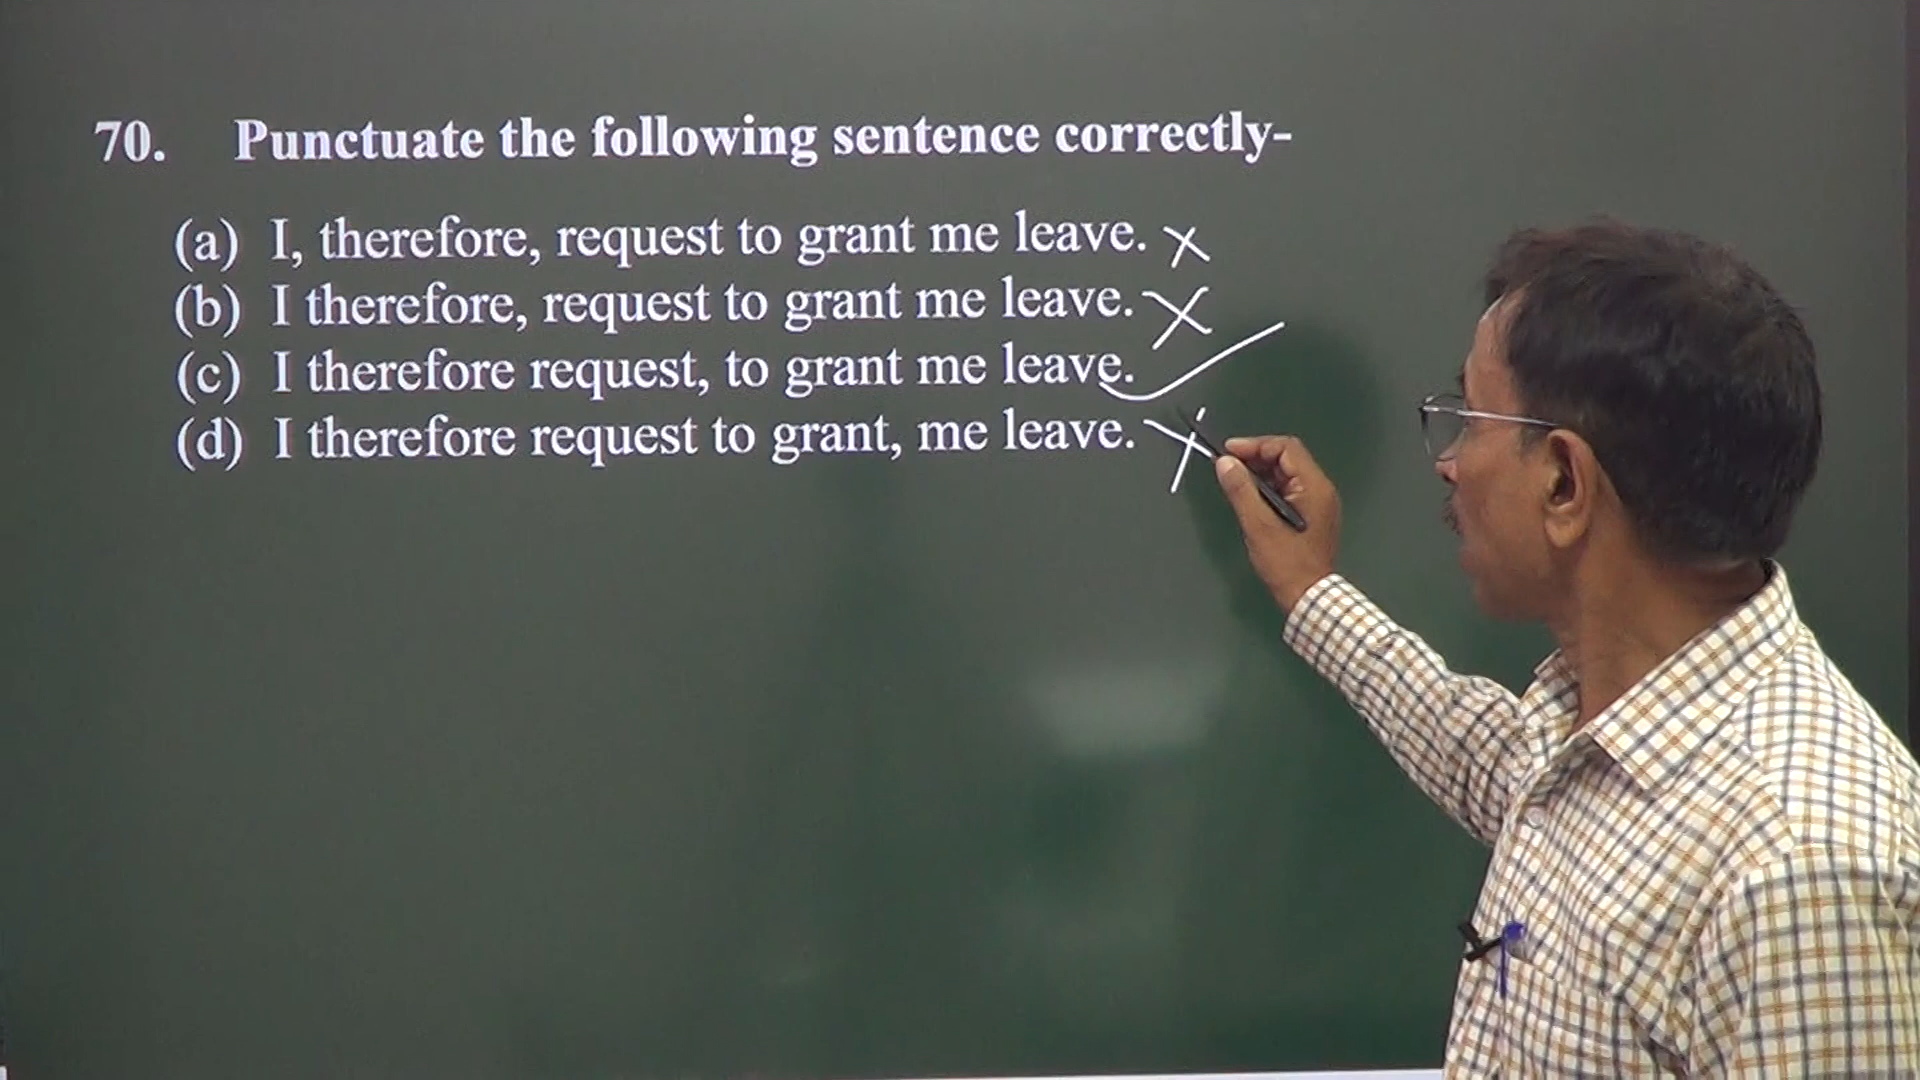 70. Punctuate the following sentence correctly-
(a) I, therefore, request to grant me leave.
(b) I therefore, request to grant me leave.
(c) I therefore request, to grant me leave.
(d) I therefore request to grant, me leave.